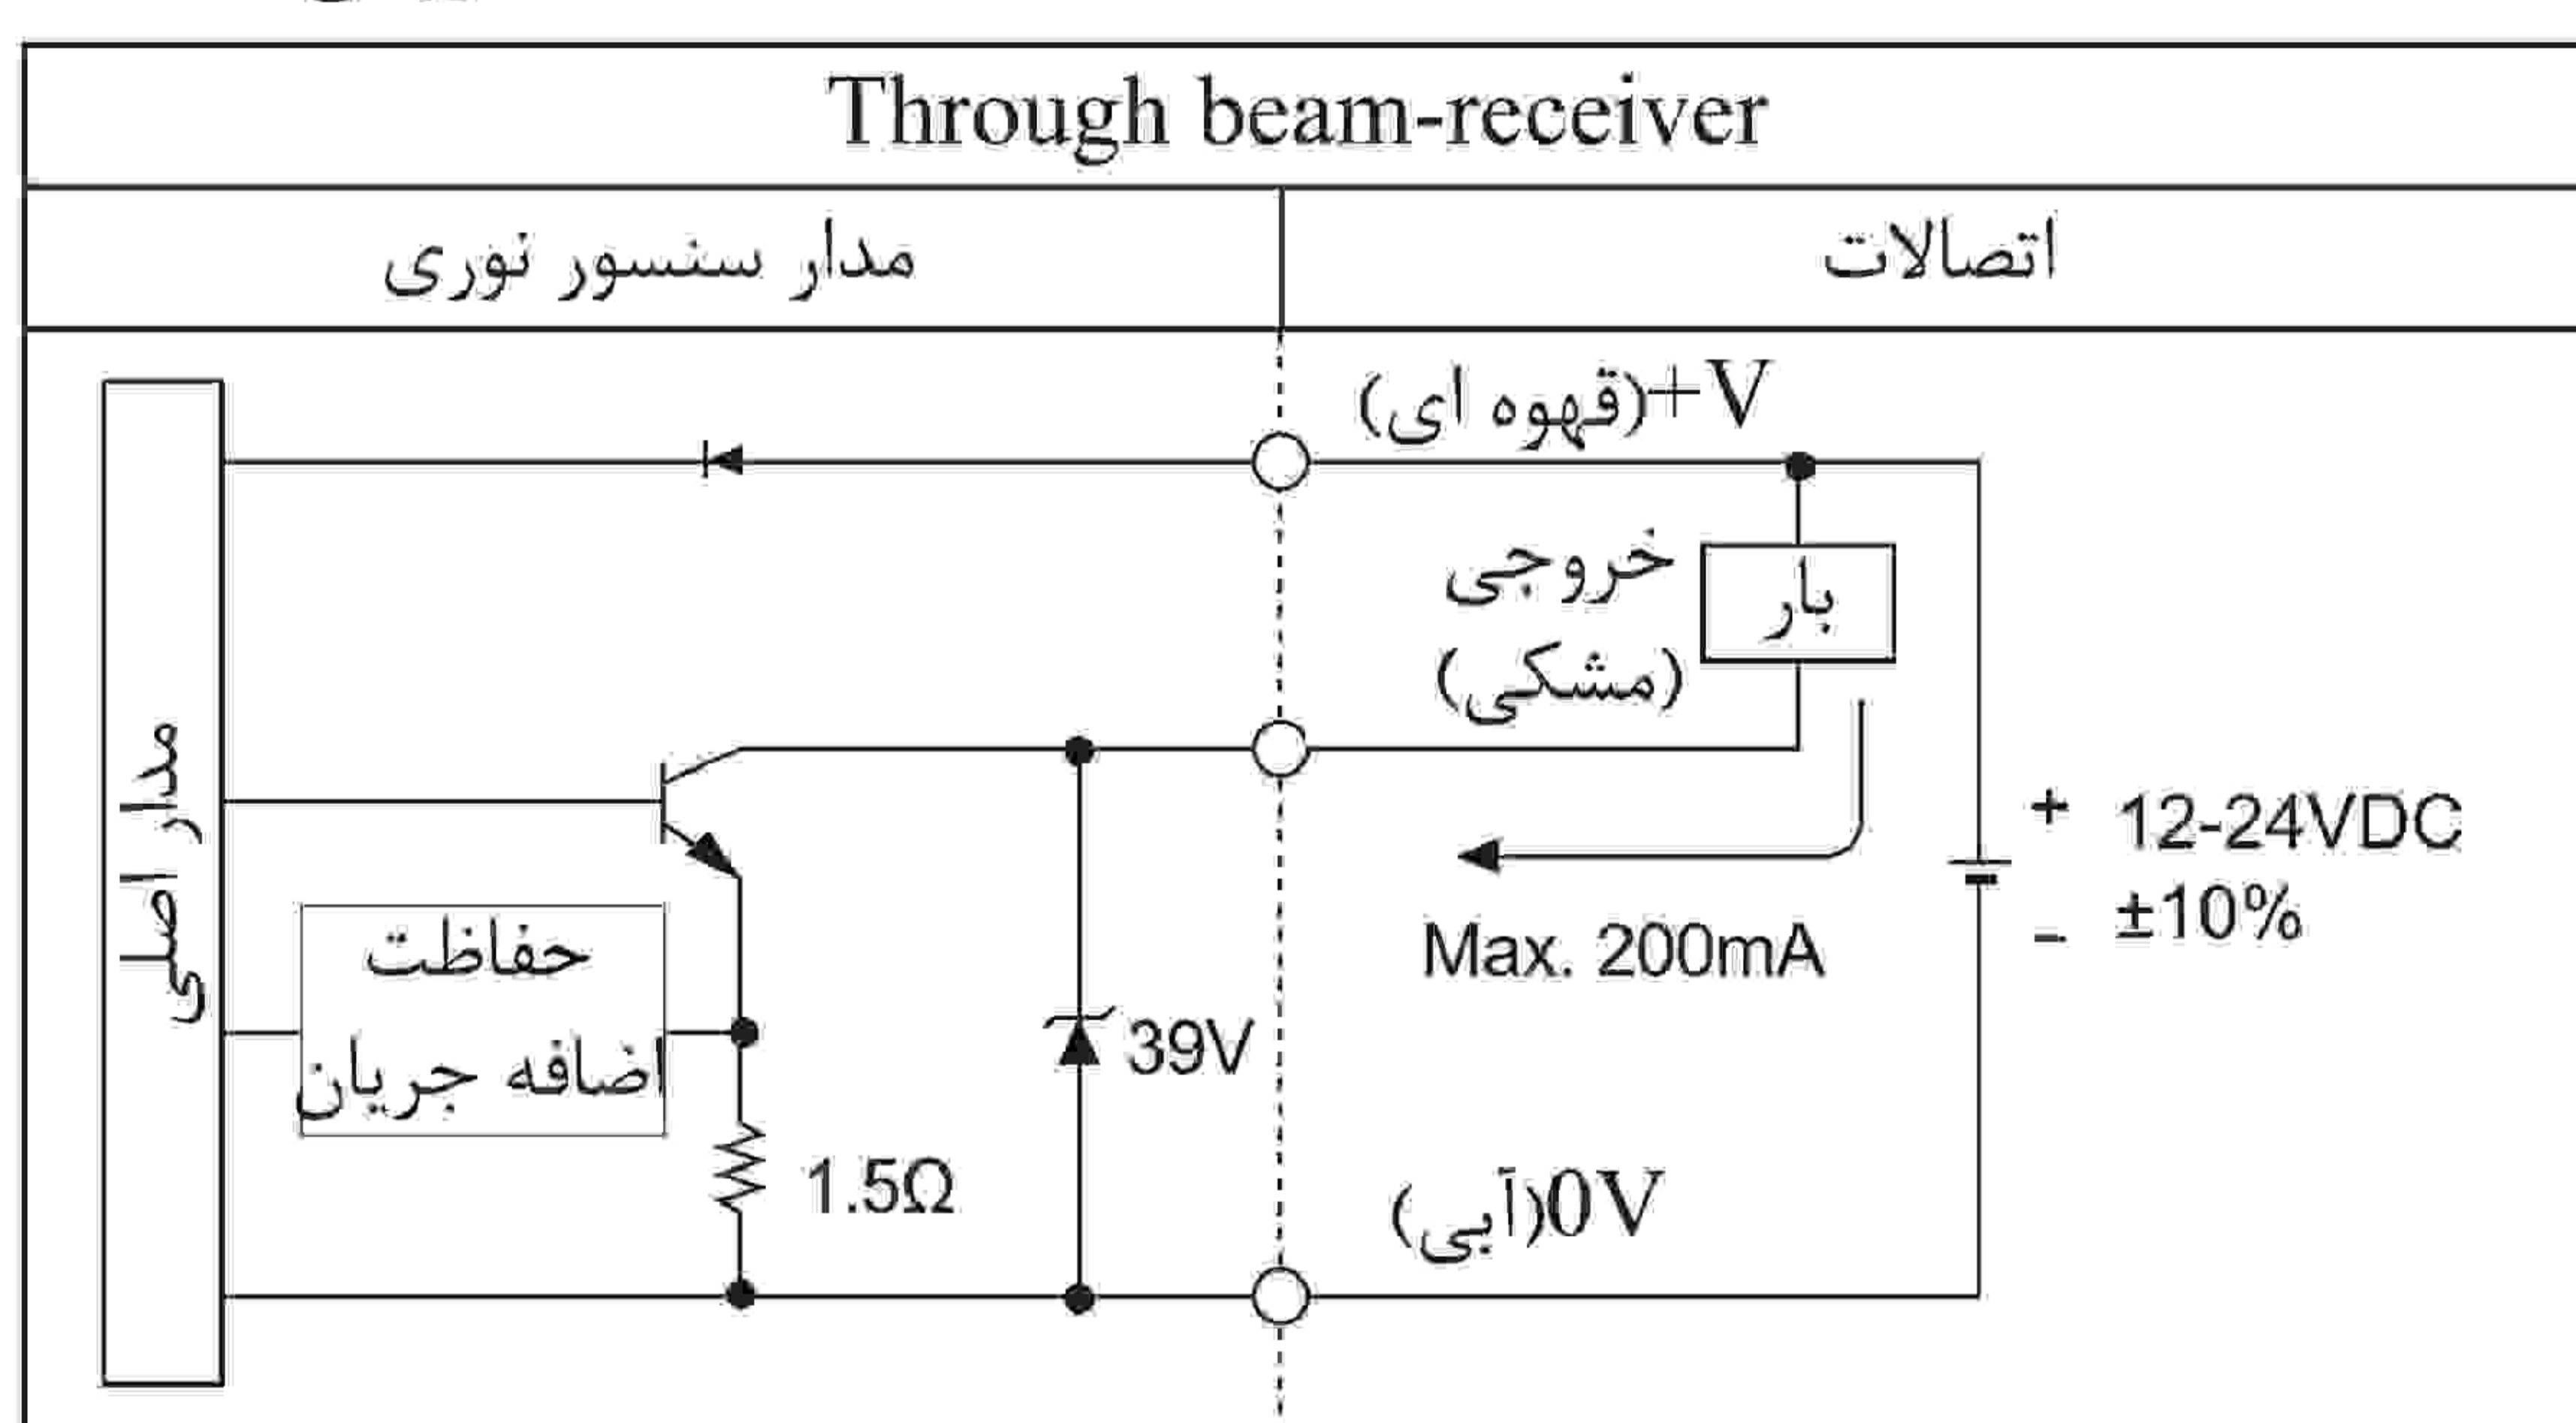 Through beam-receiver
مدار سنسور نوری
اتصالات
(قهوه ای)+V
خروجی
(مشکی)
بار
مدار اصلی
حفاظت
اضافه جریان
39V
1.5Ω
Max. 200mA
+ 12-24VDC
- ±10%
(آبی)0V